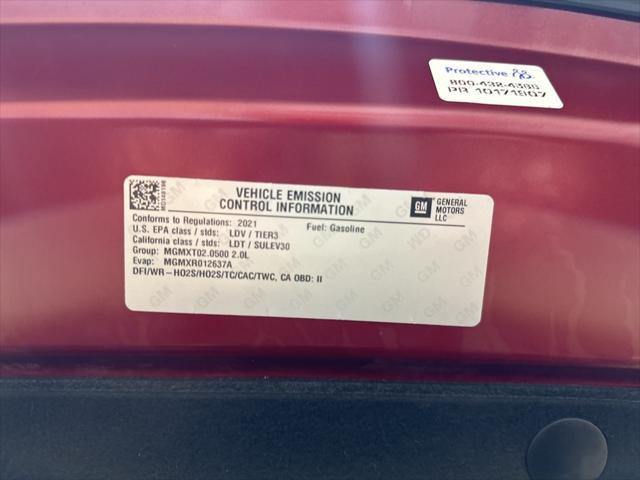 Protective
800-432-4380
PR 10171907
VEHICLE EMISSION
CONTROL INFORMATION
GM
GENERAL
MOTORS
LLC
Conforms to Regulations: 2021
Fuel: Gasoline
U.S. EPA class / stds: LDV / TIER3
California class / stds: LDT / SULEV30
Group: MGMXT02.0500 2.0L
Evap: MGMXR012637A
DFI/WR-HO2S/HO2S/TC/CAC/TWC, CA OBD: II